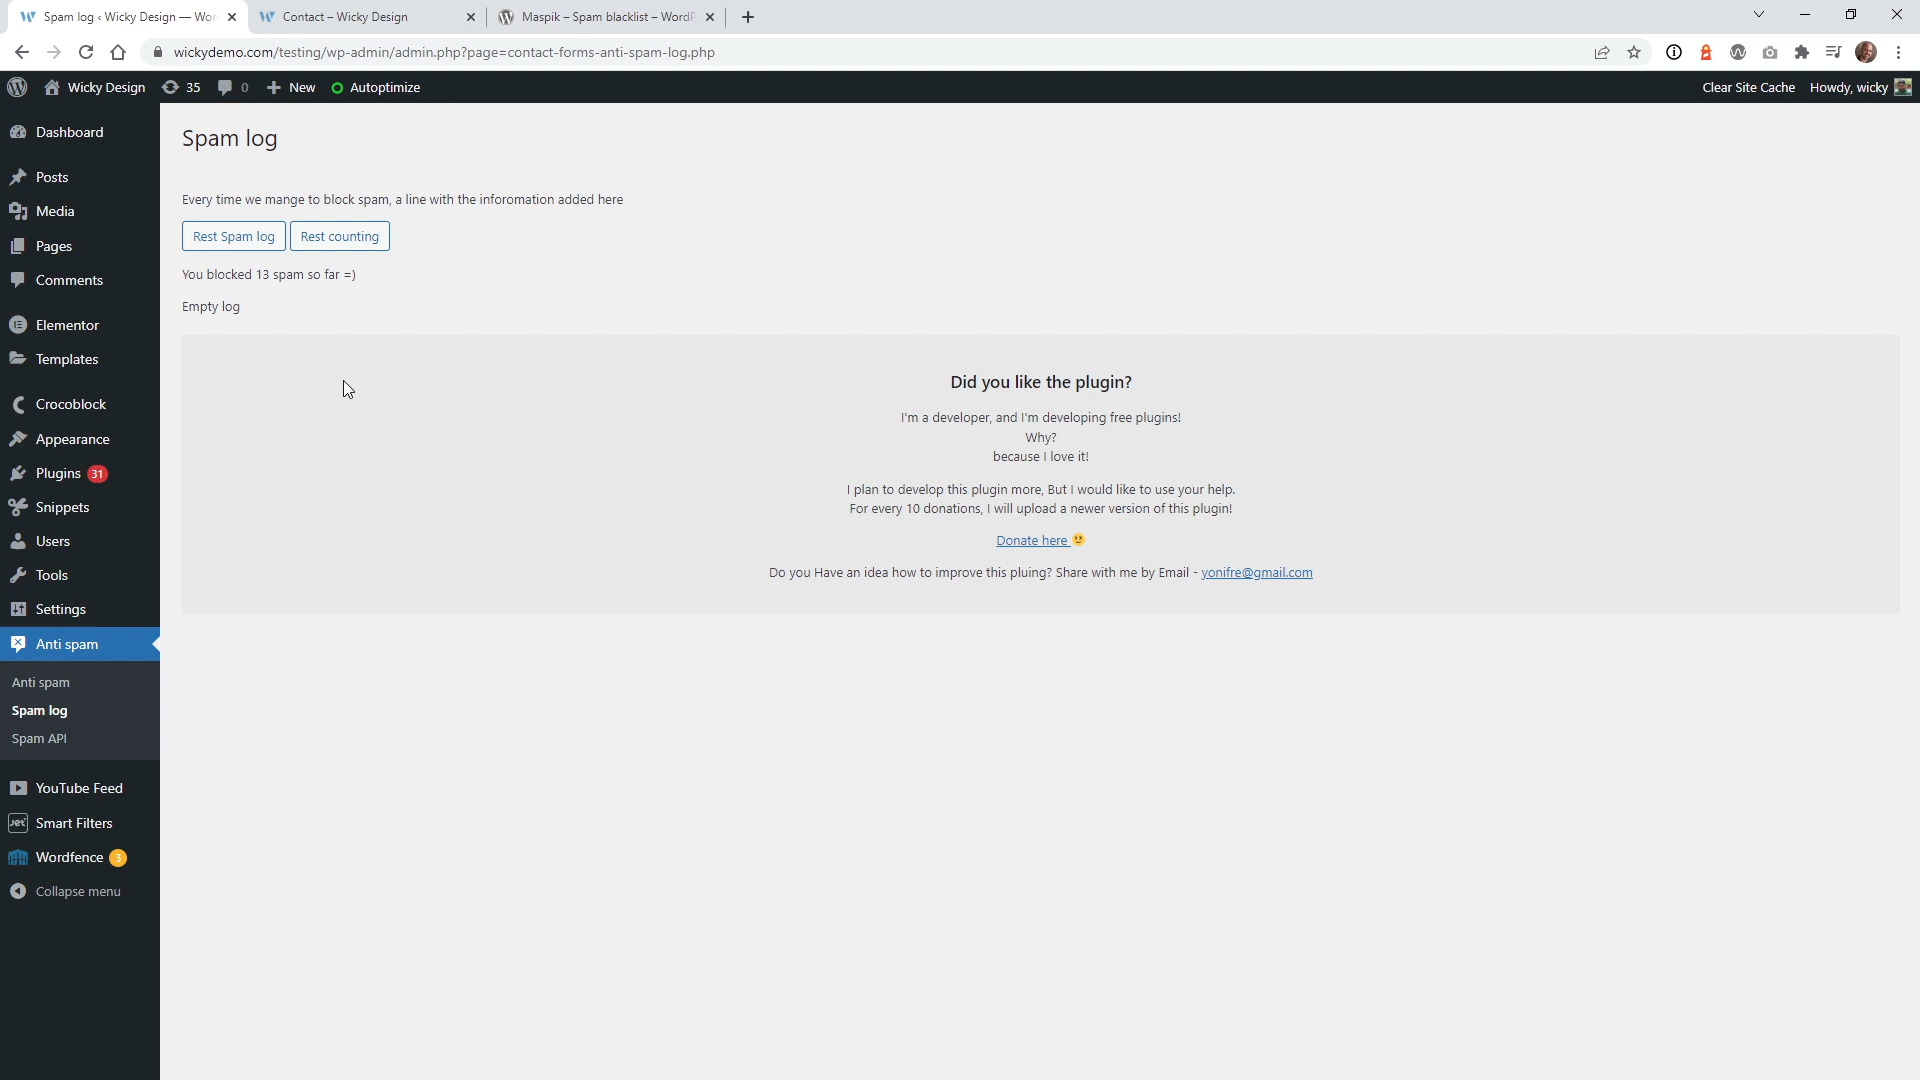 Spam log ‹ Wicky Design — Wor
Contact – Wicky Design
Maspik – Spam blacklist – WordP
wickydemo.com/testing/wp-admin/admin.php?page=contact-forms-anti-spam-log.php
Wicky Design
35
0
New
Autoptimize
Clear Site Cache
Howdy, wicky
Dashboard
Posts
Media
Pages
Comments
Elementor
Templates
Crocoblock
Appearance
Plugins 31
Snippets
Users
Tools
Settings
Anti spam
Anti spam
Spam log
Spam API
YouTube Feed
Jet Smart Filters
Wordfence 3
Collapse menu
Spam log
Every time we mange to block spam, a line with the inforomation added here
Rest Spam log
Rest counting
You blocked 13 spam so far =)
Empty log
Did you like the plugin?
I'm a developer, and I'm developing free plugins!
Why?
because I love it!
I plan to develop this plugin more, But I would like to use your help.
For every 10 donations, I will upload a newer version of this plugin!
Donate here 🙂
Do you Have an idea how to improve this pluing? Share with me by Email - yonifre@gmail.com